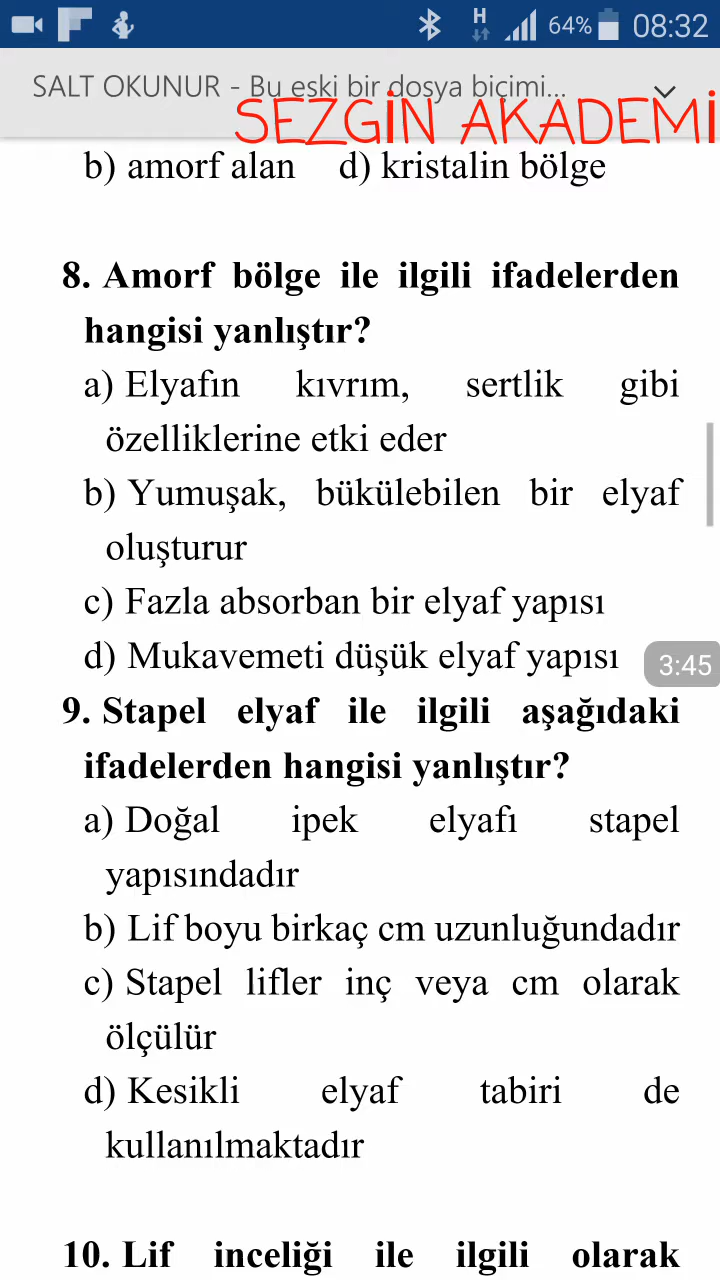 H 64% 08:32
SALT OKUNUR - Bu eski bir dosya biçimi...
SEZGİN AKADEMİ
b) amorf alan d) kristalin bölge
8. Amorf bölge ile ilgili ifadelerden
hangisi yanlıştır?
a) Elyafın kıvrım, sertlik gibi
özelliklerine etki eder
b) Yumuşak, bükülebilen bir elyaf
oluşturur
c) Fazla absorban bir elyaf yapısı
d) Mukavemeti düşük elyaf yapısı
3:45
9. Stapel elyaf ile ilgili aşağıdaki
ifadelerden hangisi yanlıştır?
a) Doğal ipek elyafı stapel
yapısındadır
b) Lif boyu birkaç cm uzunluğundadır
c) Stapel lifler inç veya cm olarak
ölçülür
d) Kesikli elyaf tabiri de
kullanılmaktadır
10. Lif inceliği ile ilgili olarak